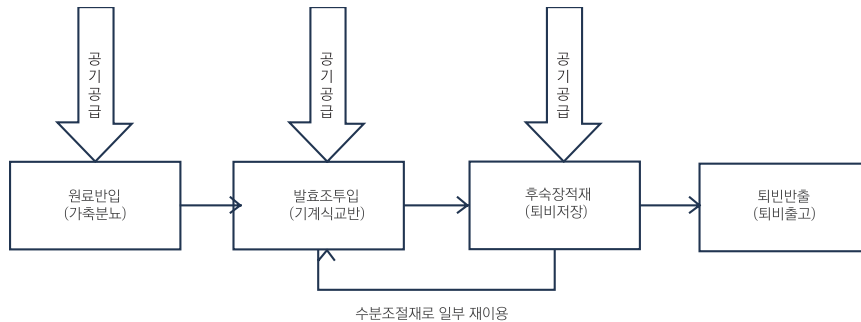 공기공급
공기공급
공기공급
원료반입
(가축분뇨)
발효조투입
(기계식교반)
후숙장적재
(퇴비저장)
퇴빈반출
(퇴비출고)
수분조절재로 일부 재이용